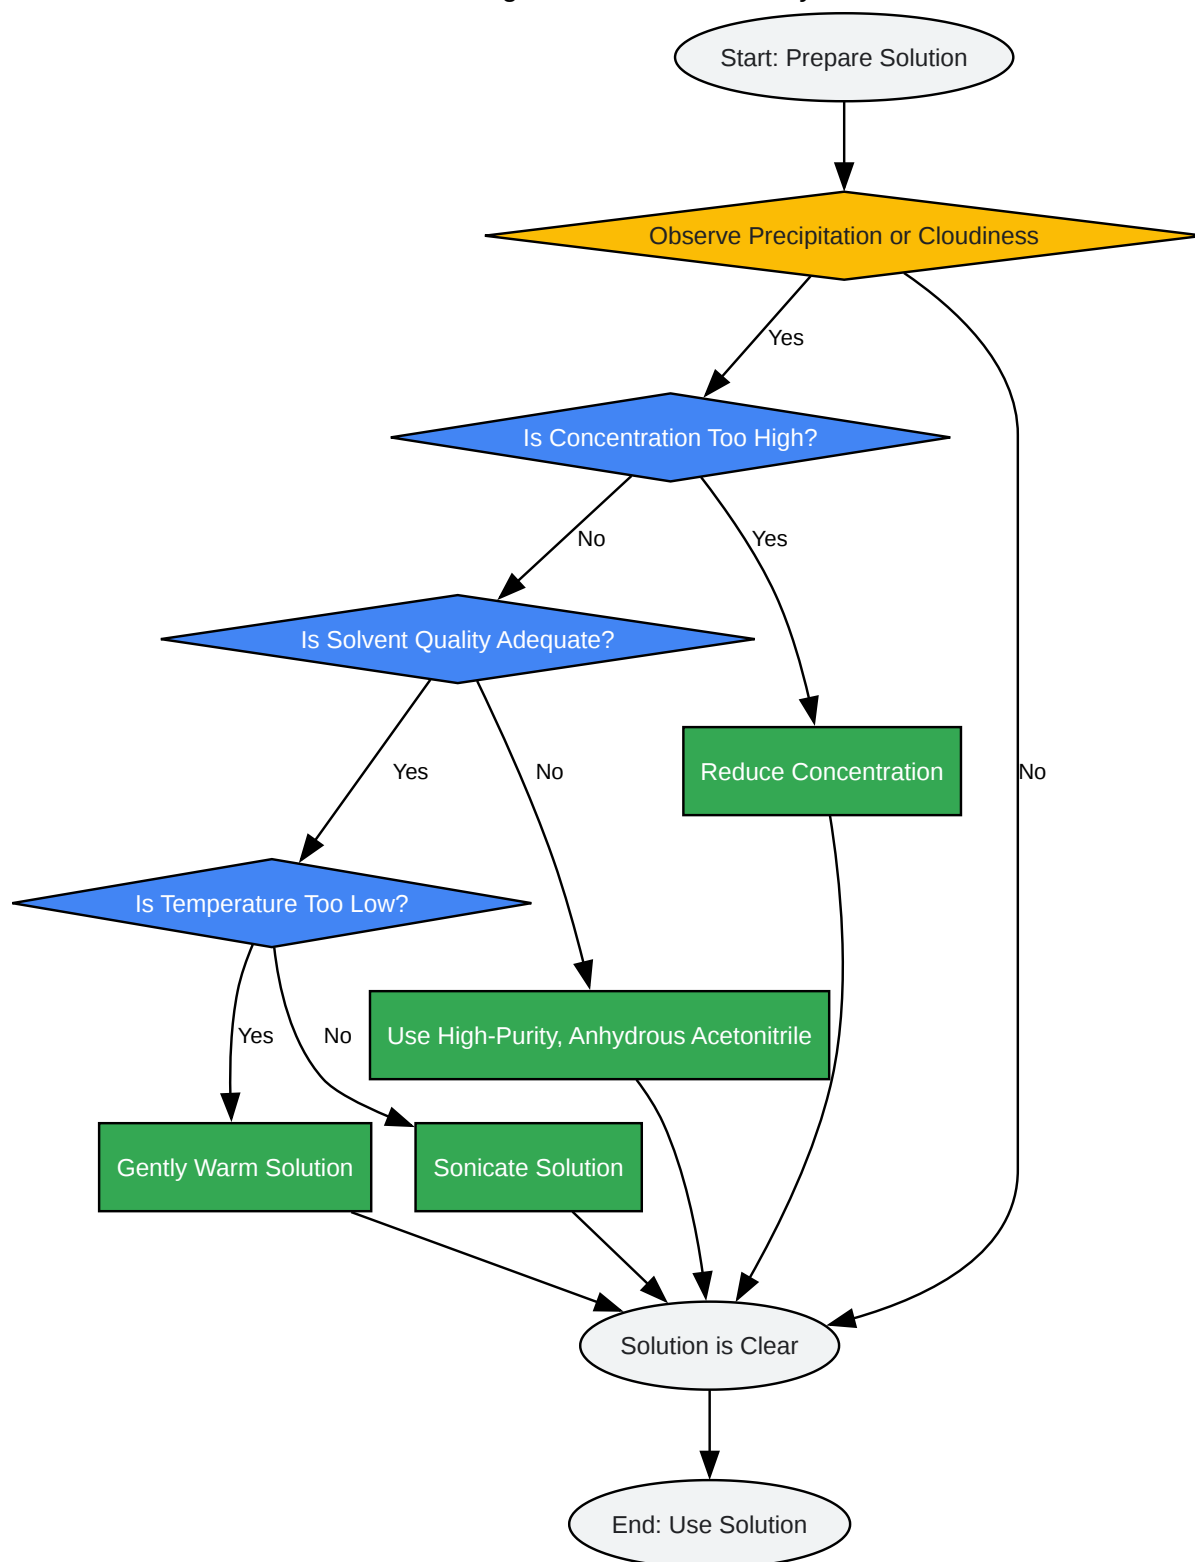 Start: Prepare Solution
Observe Precipitation or Cloudiness
Yes
Is Concentration Too High?
No
Yes
Is Solvent Quality Adequate?
Yes
No
Reduce Concentration
No
Is Temperature Too Low?
Yes
No
Use High-Purity, Anhydrous Acetonitrile
Gently Warm Solution
Sonicate Solution
Solution is Clear
End: Use Solution